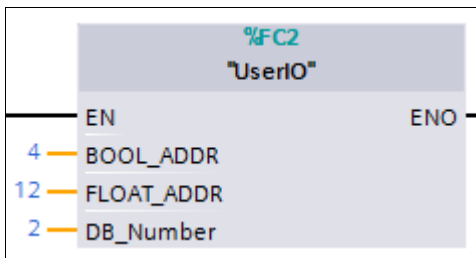 %FC2
"UserIO"
EN ENO
4 BOOL_ADDR
12 FLOAT_ADDR
2 DB_Number